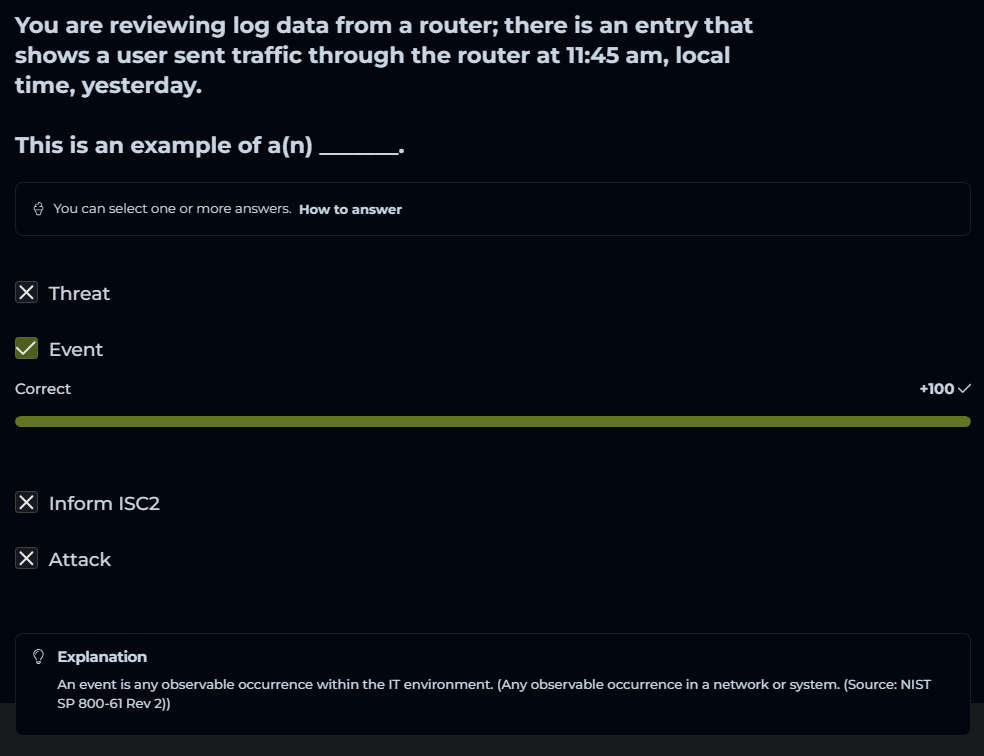 You are reviewing log data from a router; there is an entry that
shows a user sent traffic through the router at 11:45 am, local
time, yesterday.
This is an example of a(n) _______.
You can select one or more answers. How to answer
Threat
Event
Correct
+100
Inform ISC2
Attack
Explanation
An event is any observable occurrence within the IT environment. (Any observable occurrence in a network or system. (Source: NIST
SP 800-61 Rev 2))